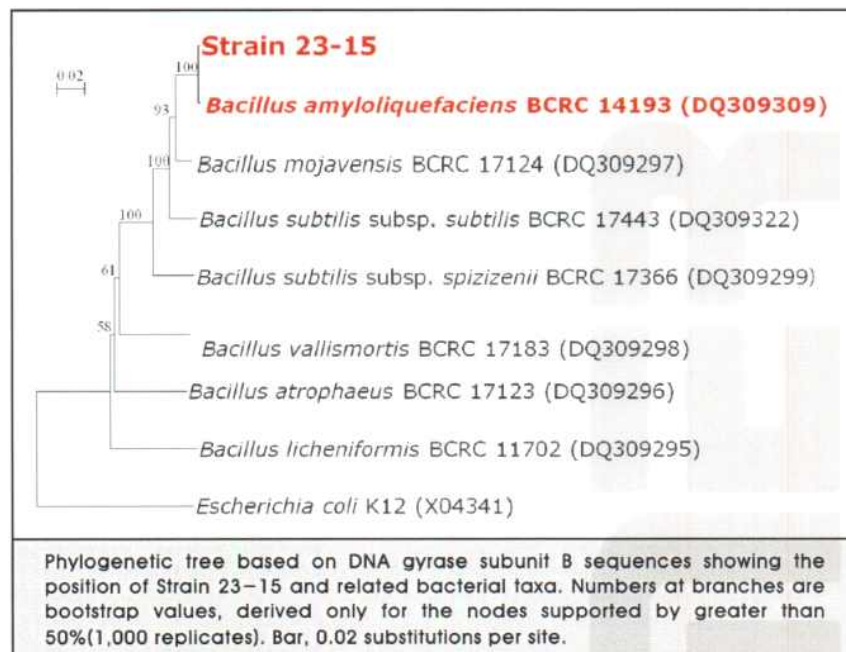 Strain 23-15
100
0.02
Bacillus amyloliquefaciens BCRC 14193 (DQ309309)
93
Bacillus mojavensis BCRC 17124 (DQ309297)
100
Bacillus subtilis subsp. subtilis BCRC 17443 (DQ309322)
100
Bacillus subtilis subsp. spizizenii BCRC 17366 (DQ309299)
61
58
Bacillus vallismortis BCRC 17183 (DQ309298)
Bacillus atrophaeus BCRC 17123 (DQ309296)
Bacillus licheniformis BCRC 11702 (DQ309295)
Escherichia coli K12 (X04341)
Phylogenetic tree based on DNA gyrase subunit B sequences showing the
position of Strain 23-15 and related bacterial taxa. Numbers at branches are
bootstrap values, derived only for the nodes supported by greater than
50%(1,000 replicates). Bar, 0.02 substitutions per site.